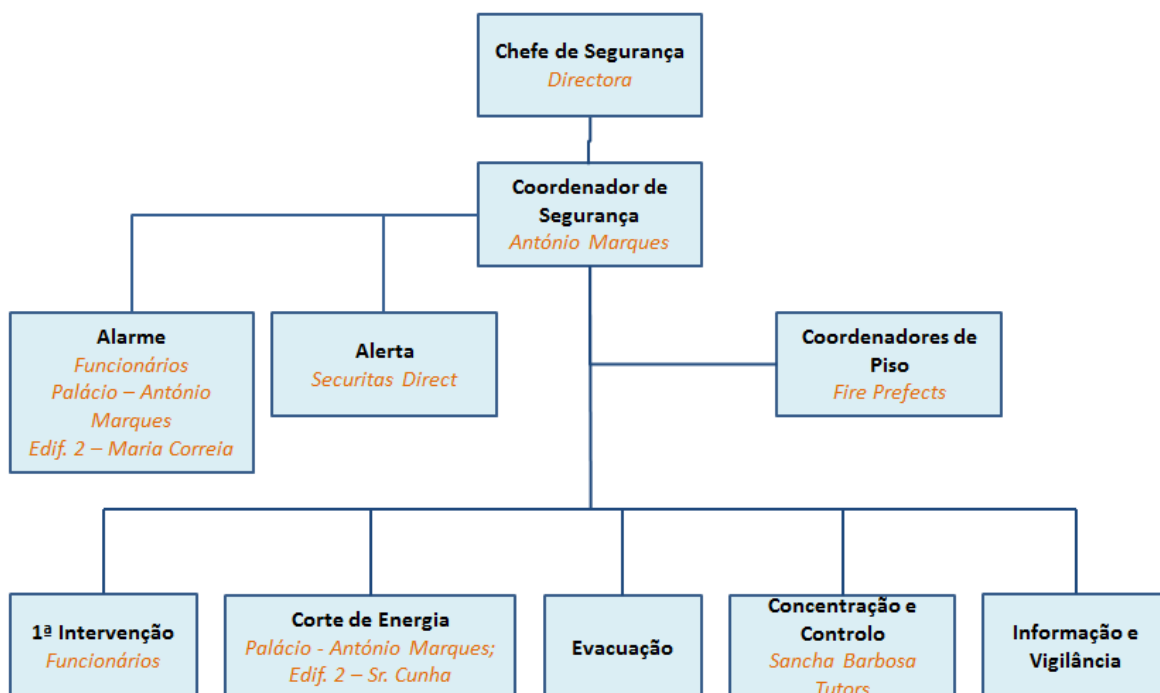 Chefe de Segurança
Directora
Coordenador de
Segurança
António Marques
Alarme
Funcionários
Palácio – António
Marques
Edif. 2 – Maria Correia
Alerta
Securitas Direct
Coordenadores de
Piso
Fire Prefects
1ª Intervenção
Funcionários
Corte de Energia
Palácio - António Marques;
Edif. 2 – Sr. Cunha
Evacuação
Concentração e
Controlo
Sancha Barbosa
Tutors
Informação e
Vigilância